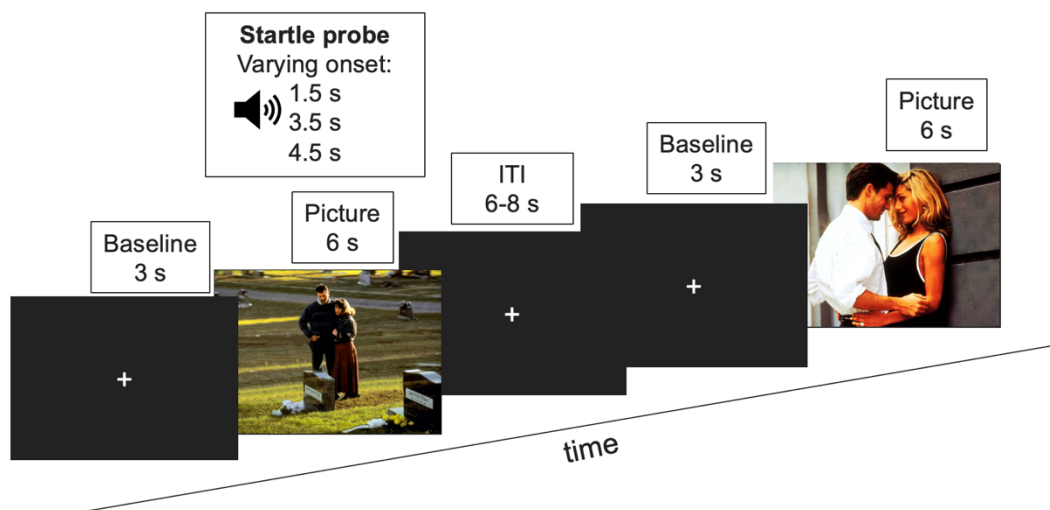 Startle probe
Varying onset:
1.5 s
3.5 s
4.5 s
Baseline
3 s
Picture
6 s
ITI
6-8 s
Baseline
3 s
Picture
6 s
time